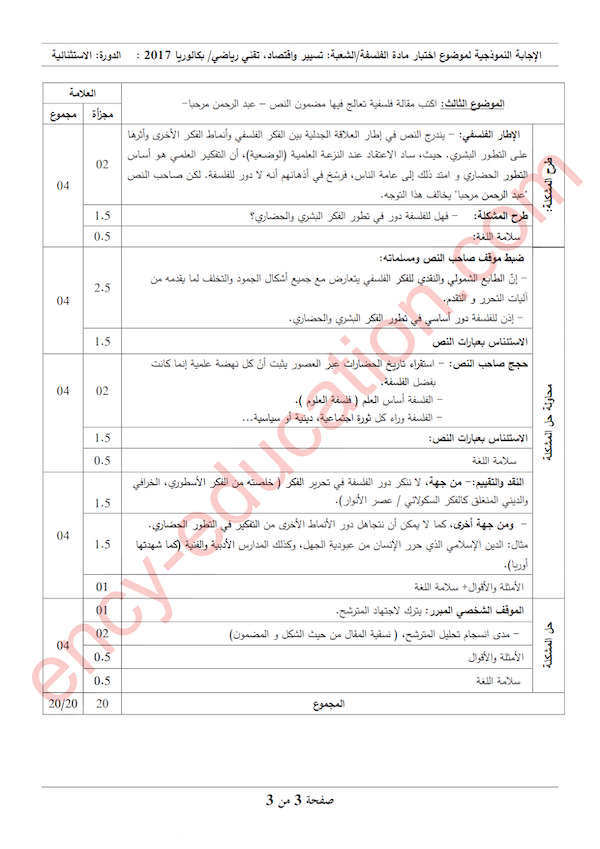 الإجابة النموذجية لموضوع اختبار مادة الفلسفة/الشعبة: تسيير واقتصاد، تقني رياضي/ بكالوريا 2017 : الدورة: الاستثنائية
العلامة
مجموع
مجزأة
الموضوع الثالث: اكتب مقالة فلسفية تعالج فيها مضمون النص – عبد الرحمن مرحبا-
طرح المشكلة:
الإطار الفلسفي: – يندرج النص في إطار العلاقة الجدلية بين الفكر الفلسفي وأنماط الفكر الأخرى وأثرها
على التطور البشري. حيث، ساد الاعتقاد عند النزعة العلمية (الوضعية)، أن التفكير العلمي هو أساس
التطور الحضاري و امتد ذلك إلى عامة الناس، فرسّخ في أذهانهم أنه لا دور للفلسفة. لكن صاحب النص
"عبد الرحمن مرحبا" يخالف هذا التوجه.
02
04
طرح المشكلة: – فهل للفلسفة دور في تطور الفكر البشري والحضاري؟
1.5
سلامة اللغة:
0.5
محاولة حل المشكلة
ضبط موقف صاحب النص ومسلماته:
– إنّ الطابع الشمولي والنقدي للفكر الفلسفي يتعارض مع جميع أشكال الجمود والتخلف لما يقدمه من
آليات التحرر و التقدم.
– إذن للفلسفة دور أساسي في تطور الفكر البشري والحضاري.
2.5
04
الاستئناس بعبارات النص
1.5
حجج صاحب النص: – استقراء تاريخ الحضارات عبر العصور يثبت أنّ كل نهضة علمية إنما كانت
بفضل الفلسفة.
– الفلسفة أساس العلم ( فلسفة العلوم ).
– الفلسفة وراء كل ثورة اجتماعية، دينية أو سياسية...
02
04
الاستئناس بعبارات النص:
1.5
سلامة اللغة
0.5
النقد والتقييم:– من جهة، لا ننكر دور الفلسفة في تحرير الفكر ( خلصته من الفكر الأسطوري، الخرافي
والديني المنغلق كالفكر السكولائي / عصر الأنوار).
1.5
04
– ومن جهة أخرى، كما لا يمكن أن نتجاهل دور الأنماط الأخرى من التفكير في التطور الحضاري.
مثال: الدين الإسلامي الذي حرر الإنسان من عبودية الجهل، وكذلك المدارس الأدبية والفنية (كما شهدتها
أوربا).
1.5
الأمثلة والأقوال+ سلامة اللغة
01
حل المشكلة
الموقف الشخصي المبرر: يترك لاجتهاد المترشح.
01
04
– مدى انسجام تحليل المترشح، ( نسقية المقال من حيث الشكل و المضمون)
02
الأمثلة والأقوال
0.5
سلامة اللغة
0.5
المجموع
20
20/20
صفحة 3 من 3
ency-education.com